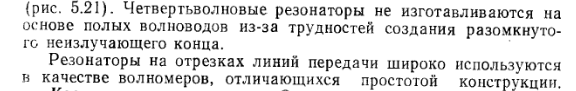 (рис. 5.21). Четвертьволновые резонаторы не изготавливаются на
основе полых волноводов из-за трудностей создания разомкнуто-
го неизлучающего конца.
Резонаторы на отрезках линий передачи широко используются
в качестве волномеров, отличающихся простотой конструкции.